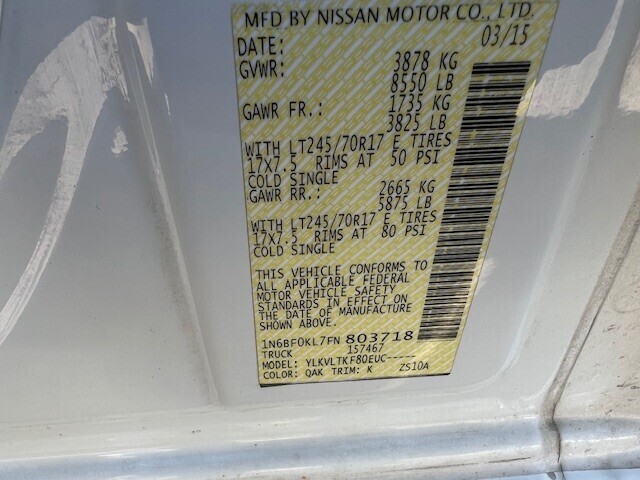 MFD BY NISSAN MOTOR CO., LTD.
DATE: 03/15
GVWR: 3878 KG
8550 LB
GAWR FR.: 1735 KG
3825 LB
WITH LT245/70R17 E TIRES
17X7.5 RIMS AT 50 PSI
COLD SINGLE
GAWR RR.: 2665 KG
5875 LB
WITH LT245/70R17 E TIRES
17X7.5 RIMS AT 80 PSI
COLD SINGLE
THIS VEHICLE CONFORMS TO
ALL APPLICABLE FEDERAL
MOTOR VEHICLE SAFETY
STANDARDS IN EFFECT ON
THE DATE OF MANUFACTURE
SHOWN ABOVE.
1N6BF0KL7FN 803718
TRUCK 157467
MODEL: YLKVLTKF80EUC-----
COLOR: QAK TRIM: K ZS10A